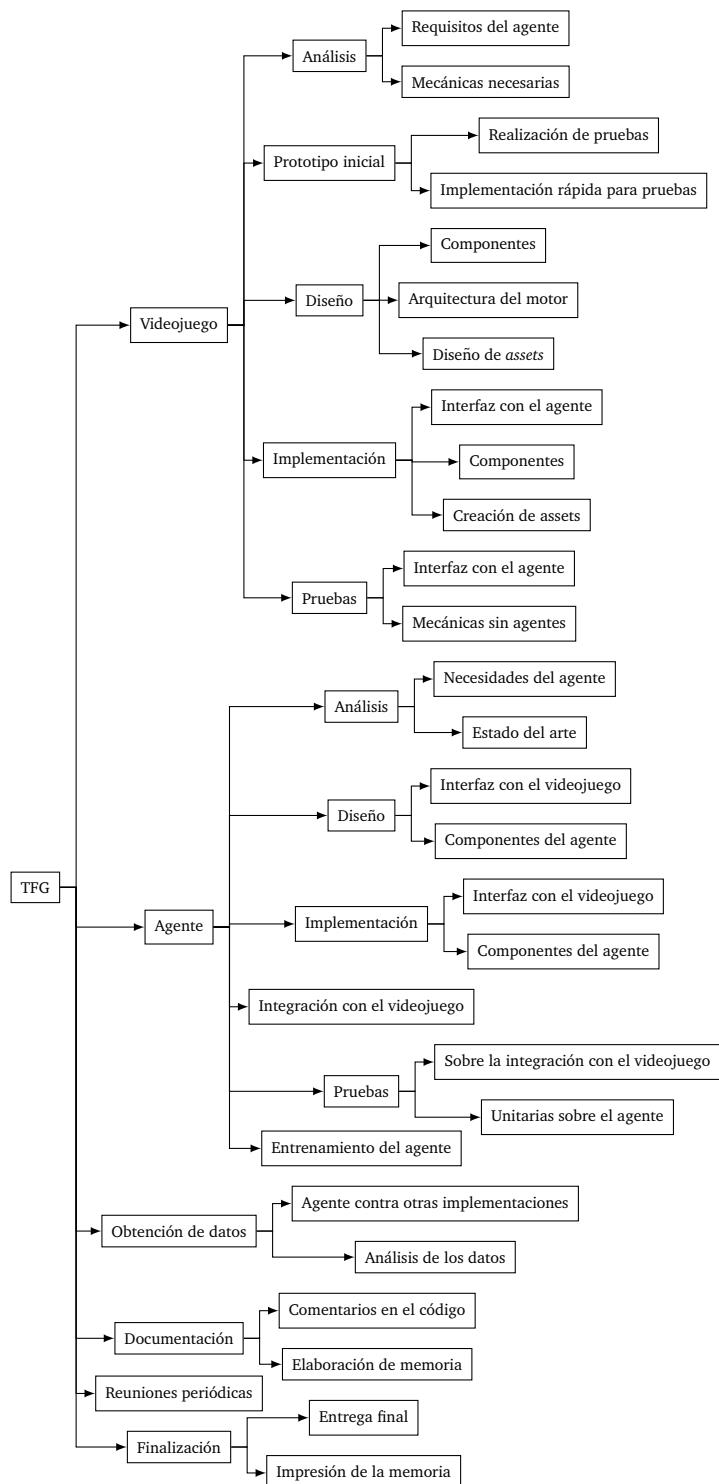 Requisitos del agente
Análisis
Mecánicas necesarias
Realización de pruebas
Prototipo inicial
Implementación rápida para pruebas
Componentes
Diseño
Arquitectura del motor
Videojuego
Diseño de assets
Interfaz con el agente
Implementación
Componentes
Creación de assets
Interfaz con el agente
Pruebas
Mecánicas sin agentes
Necesidades del agente
Análisis
Estado del arte
Interfaz con el videojuego
Diseño
Componentes del agente
TFG
Interfaz con el videojuego
Agente
Implementación
Componentes del agente
Integración con el videojuego
Sobre la integración con el videojuego
Pruebas
Unitarias sobre el agente
Entrenamiento del agente
Agente contra otras implementaciones
Obtención de datos
Análisis de los datos
Comentarios en el código
Documentación
Elaboración de memoria
Reuniones periódicas
Entrega final
Finalización
Impresión de la memoria